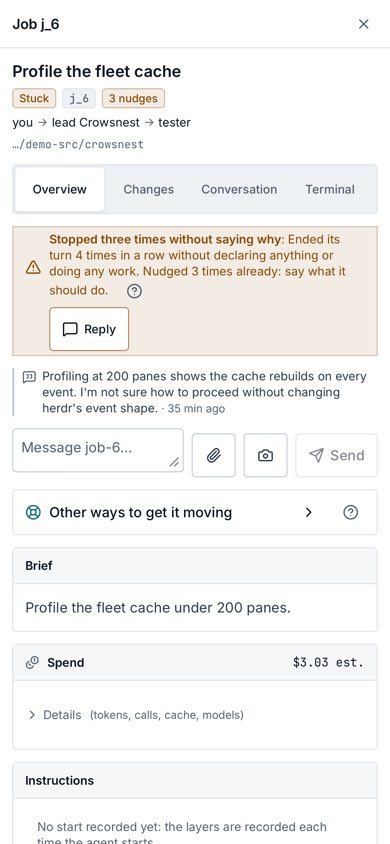 Job j_6
Profile the fleet cache
Stuck j_6 3 nudges
you → lead Crowsnest → tester
…/demo-src/crowsnest
Overview Changes Conversation Terminal
Stopped three times without saying why: Ended its
turn 4 times in a row without declaring anything or
doing any work. Nudged 3 times already: say what it
should do.
Reply
Profiling at 200 panes shows the cache rebuilds on every
event. I'm not sure how to proceed without changing
herdr's event shape. · 35 min ago
Message job-6...
Send
Other ways to get it moving
Brief
Profile the fleet cache under 200 panes.
Spend $3.03 est.
Details (tokens, calls, cache, models)
Instructions
No start recorded yet: the layers are recorded each
time the agent starts